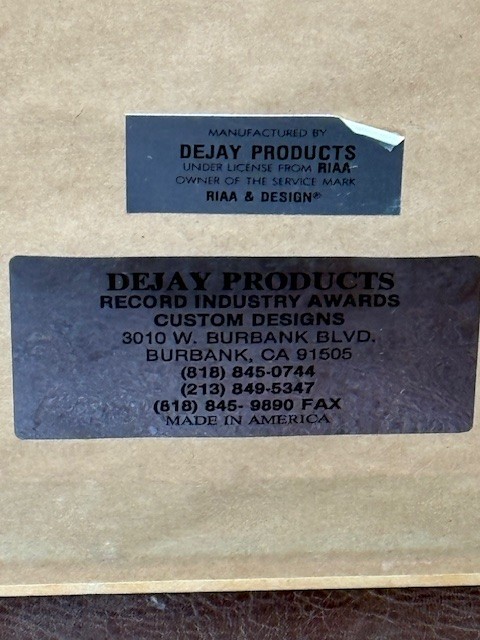 MANUFACTURED BY
DEJAY PRODUCTS
UNDER LICENSE FROM RIAA
OWNER OF THE SERVICE MARK
RIAA & DESIGN®
DEJAY PRODUCTS
RECORD INDUSTRY AWARDS
CUSTOM DESIGNS
3010 W. BURBANK BLVD.
BURBANK, CA 91505
(818) 845-0744
(213) 849-5347
(818) 845- 9890 FAX
MADE IN AMERICA